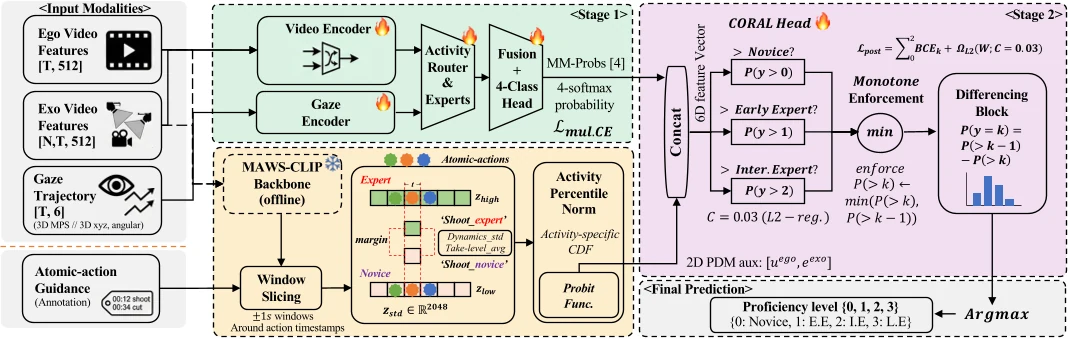 <Input Modalities>
Ego Video
Features
[T, 512]
Exo Video
Features
[N,T, 512]
Gaze
Trajectory
[T, 6]
(3D MPS // 3D xyz, angular)
Atomic-action
Guidance
(Annotation)
00:12 shoot
00:34 cut
<Stage 1>
Video Encoder
Gaze
Encoder
Activity
Router
&
Experts
Fusion
+
4-Class
Head
MM-Probs [4]
4-softmax
probability
ℒmul.CE
MAWS-CLIP
Backbone
(offline)
Window
Slicing
±1s windows
Around action timestamps
Atomic-actions
Expert
t
z_high
'Shoot_expert'
margin
Dynamics_std
Take-level_avg
'Shoot_novice'
Novice
z_low
z_std ∈ ℝ^2048
Activity
Percentile
Norm
Activity-specific
CDF
Probit
Func.
<Stage 2>
CORAL Head
Concat
6D feature Vector
> Novice?
P(y > 0)
> Early Expert?
P(y > 1)
> Inter. Expert?
P(y > 2)
C = 0.03 (L2 − reg.)
2D PDM aux: [u^ego, e^exo]
ℒpost = ∑_0^2 BCE_k + Ω_L2(W; C = 0.03)
Monotone
Enforcement
min
enforce
P(> k) ←
min(P(> k),
P(> k − 1))
Differencing
Block
P(y = k) =
P(> k − 1)
− P(> k)
<Final Prediction>
Proficiency level {0, 1, 2, 3}
{0: Novice, 1: E.E, 2: I.E, 3: L.E}
Argmax